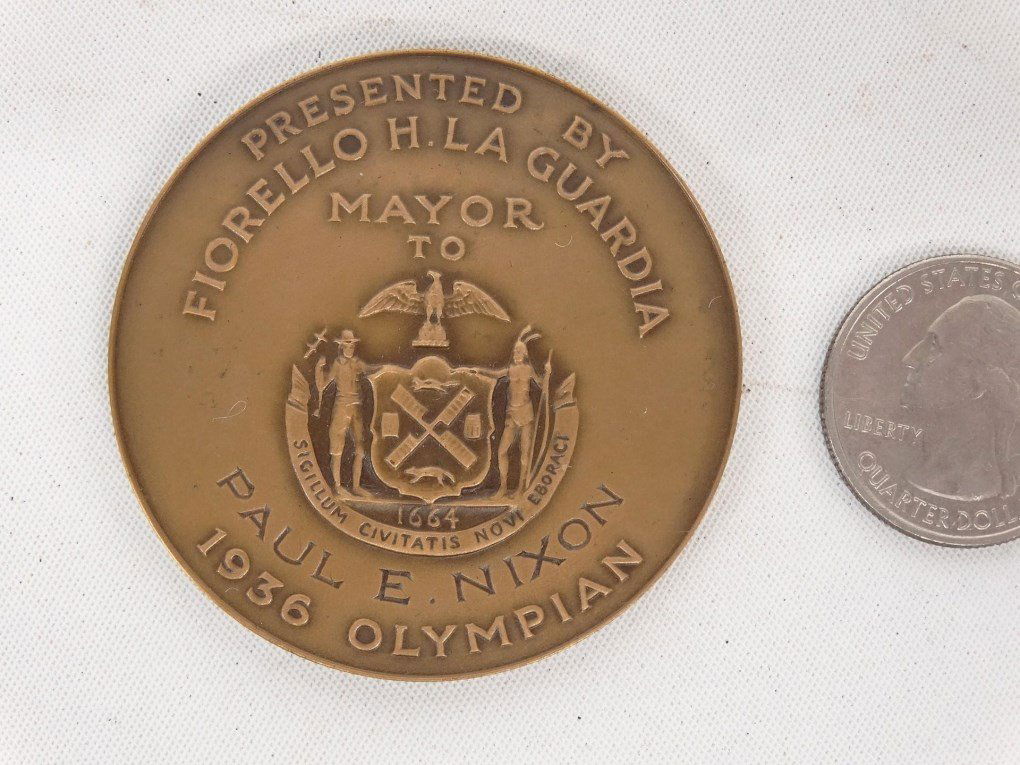 PRESENTED BY
FIORELLO H. LA GUARDIA
MAYOR
TO
SIGILLUM CIVITATIS NOVI EBORACI
1664
PAUL E. NIXON
1936 OLYMPIAN
UNITED STATES
LIBERTY
QUARTER DOLL